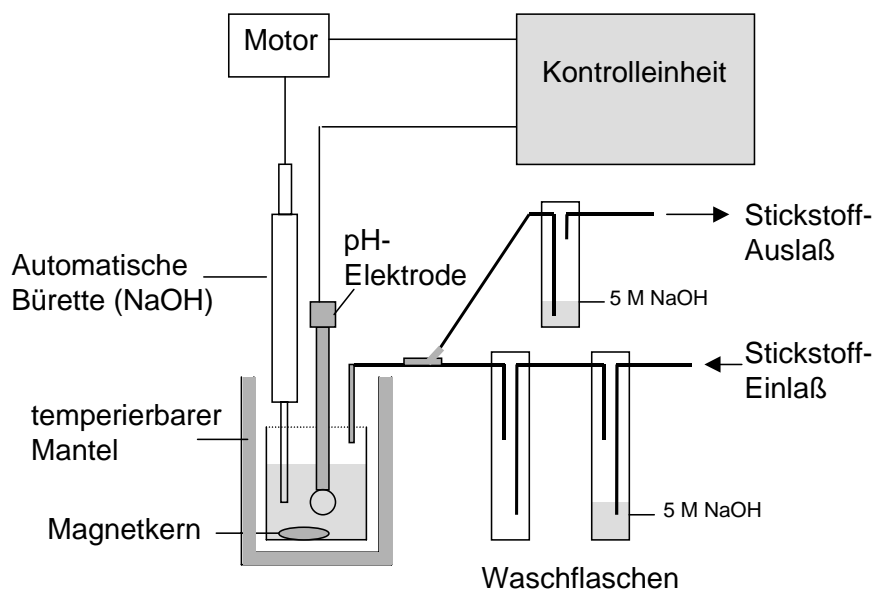 Motor
Kontrolleinheit
pH-
Elektrode
Automatische
Bürette (NaOH)
Stickstoff-
Auslaß
5 M NaOH
Stickstoff-
Einlaß
temperierbarer
Mantel
Magnetkern
5 M NaOH
Waschflaschen